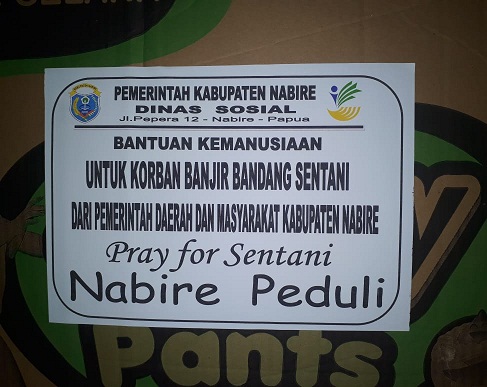 PEMERINTAH KABUPATEN NABIRE
DINAS SOSIAL
Jl.Pepera 12 - Nabire - Papua
BANTUAN KEMANUSIAAN
UNTUK KORBAN BANJIR BANDANG SENTANI
DARI PEMERINTAH DAERAH DAN MASYARAKAT KABUPATEN NABIRE
Pray for Sentani
Nabire Peduli
Pants